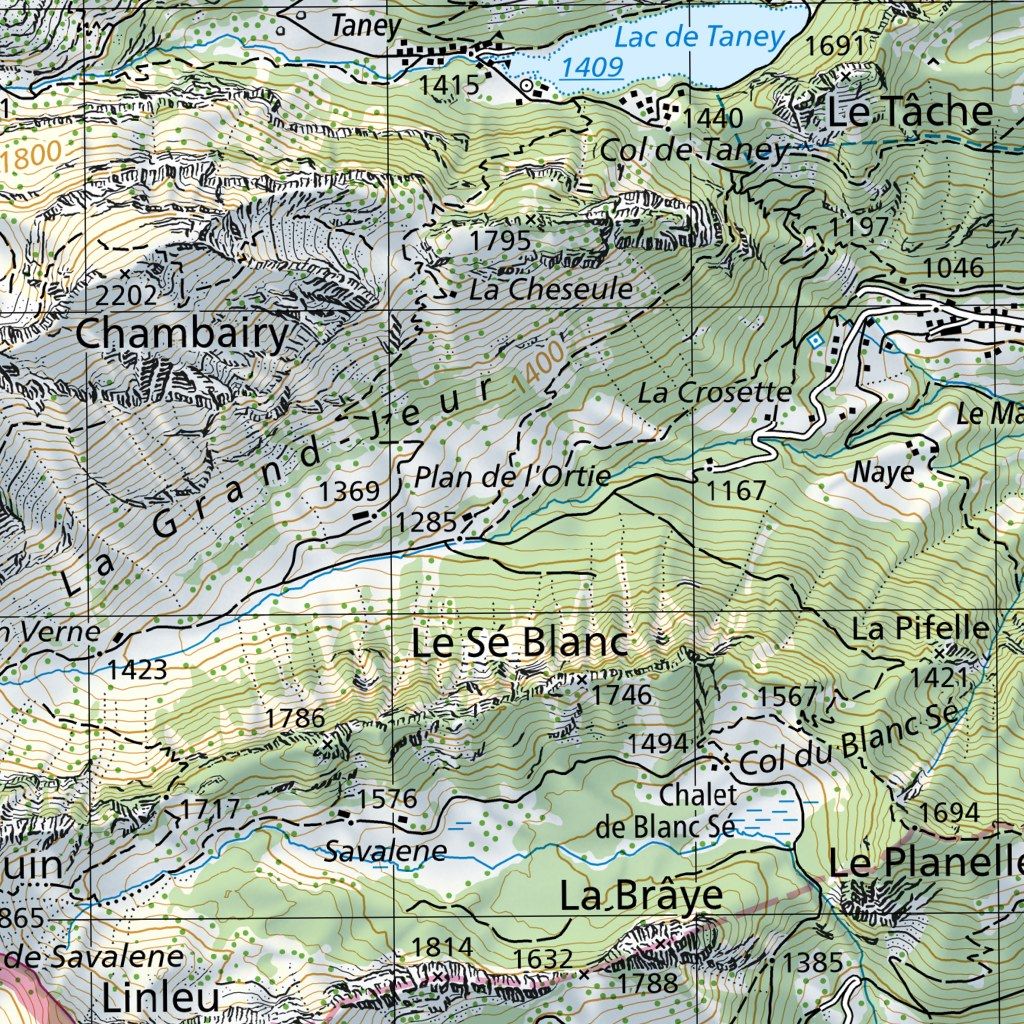 Taney
Lac de Taney
1691
1409
1415
1440
Le Tâche
1
1800
Col de Taney
1197
1795
1046
2202
La Cheseule
Chambairy
1400
La Crosette
La Grand-Jeur
Le Ma
Plan de l'Ortie
Naye
1369
1167
1285
n Verne
Le Sé Blanc
La Pifelle
1423
1421
1746
1567
1786
1494
Col du Blanc Sé
1717
1576
Chalet
de Blanc Sé
1694
Savalene
uin
Le Planelle
La Brâye
865
1814
1632
de Savalene
1385
1788
Linleu